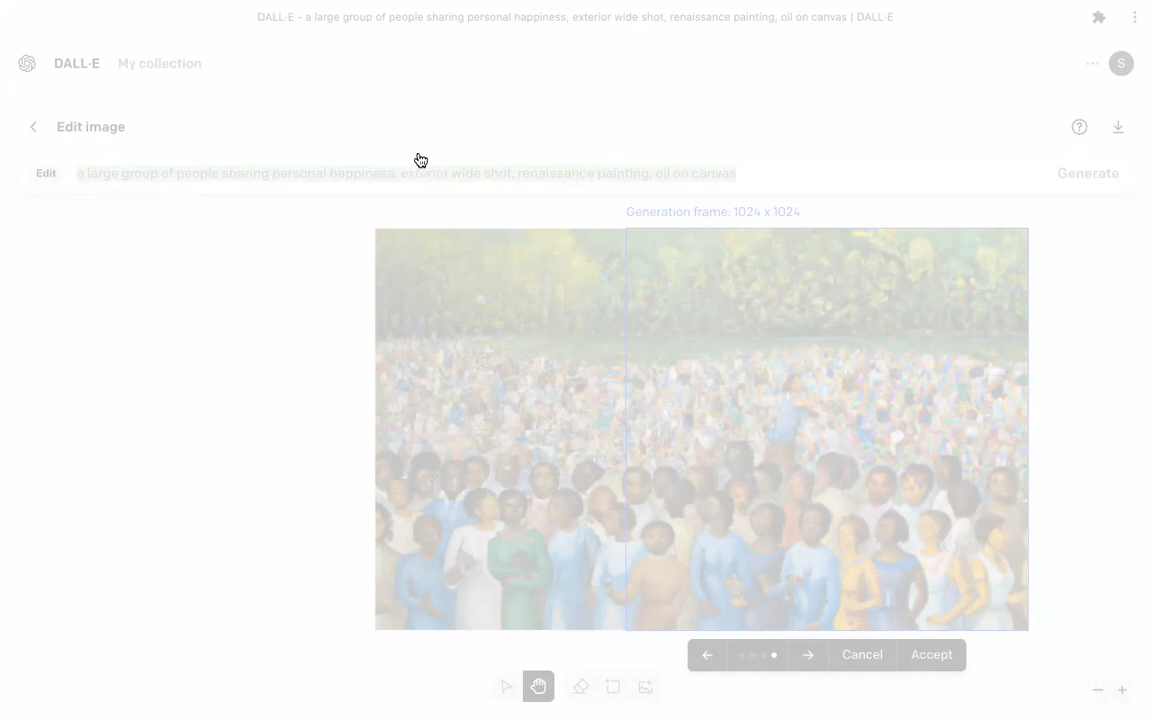 DALL·E - a large group of people sharing personal happiness, exterior wide shot, renaissance painting, oil on canvas | DALL·E
DALL·E My collection
S
Edit image
Edit a large group of people sharing personal happiness, exterior wide shot, renaissance painting, oil on canvas Generate
Generation frame: 1024 x 1024
Cancel Accept